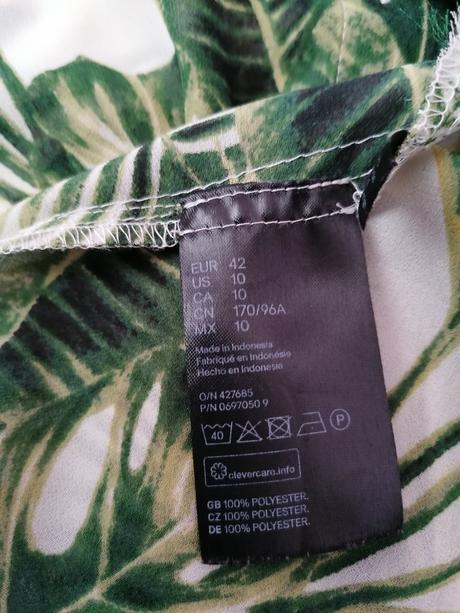 EUR 42
US 10
CA 10
CN 170/96A
MX 10
Made in Indonesia
Fabriqué en Indonésie
Hecho en Indonesia
O/N 427685
P/N 0697050 9
40 P
clevercare.info
GB 100% POLYESTER.
CZ 100% POLYESTER.
DE 100% POLYESTER.